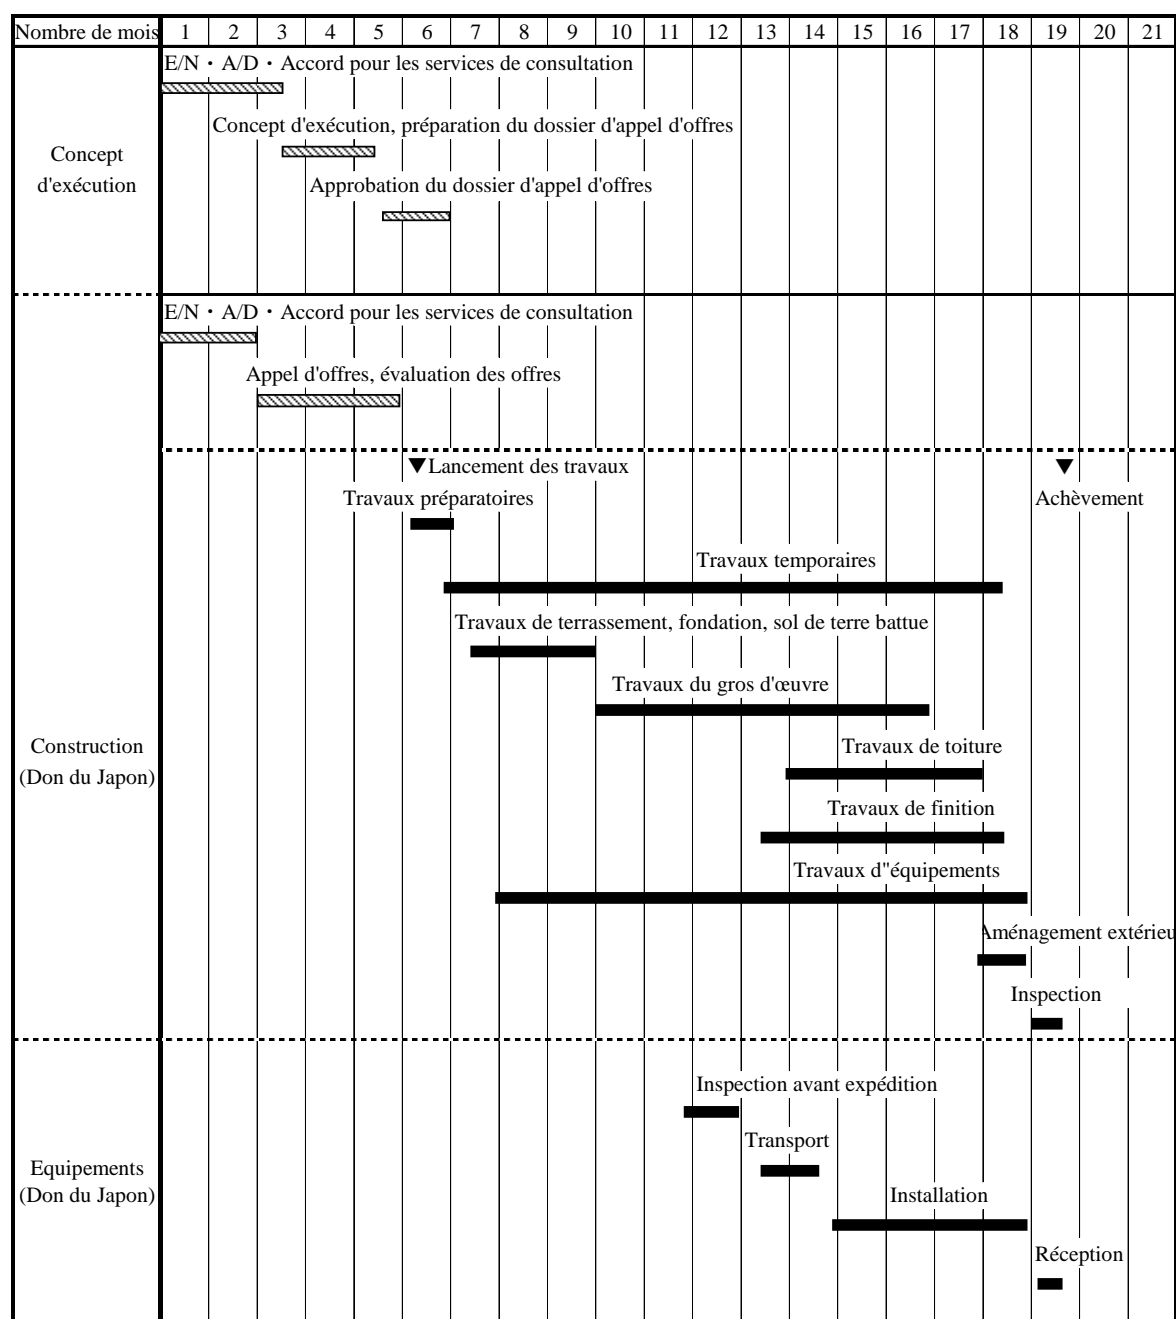 Nombre de mois 1 2 3 4 5 6 7 8 9 10 11 12 13 14 15 16 17 18 19 20 21
E/N・A/D・Accord pour les services de consultation
Concept d'exécution, préparation du dossier d'appel d'offres
Concept
d'exécution
Approbation du dossier d'appel d'offres
E/N・A/D・Accord pour les services de consultation
Appel d'offres, évaluation des offres
▼Lancement des travaux
▼
Travaux préparatoires
Achèvement
Travaux temporaires
Travaux de terrassement, fondation, sol de terre battue
Travaux du gros d'œuvre
Construction
(Don du Japon)
Travaux de toiture
Travaux de finition
Travaux d"équipements
Aménagement extérieu
Inspection
Inspection avant expédition
Transport
Equipements
(Don du Japon)
Installation
Réception